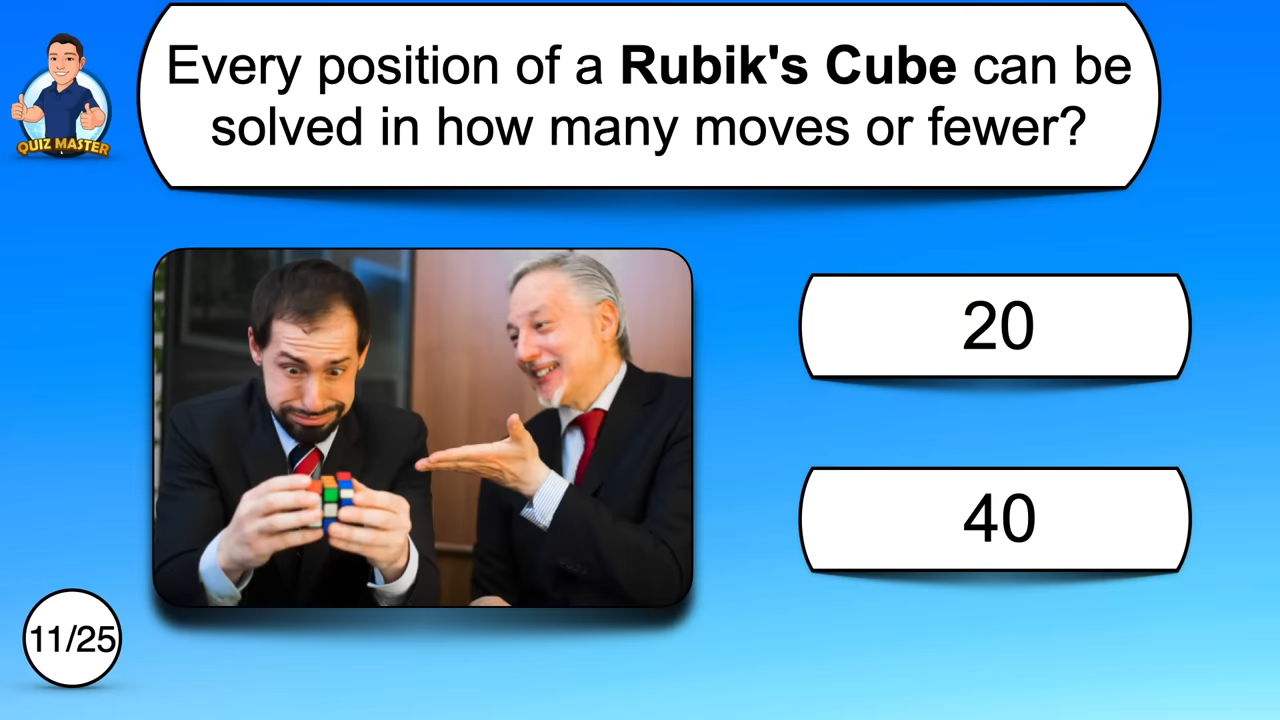 Every position of a Rubik's Cube can be
solved in how many moves or fewer?
QUIZ MASTER
20
40
11/25